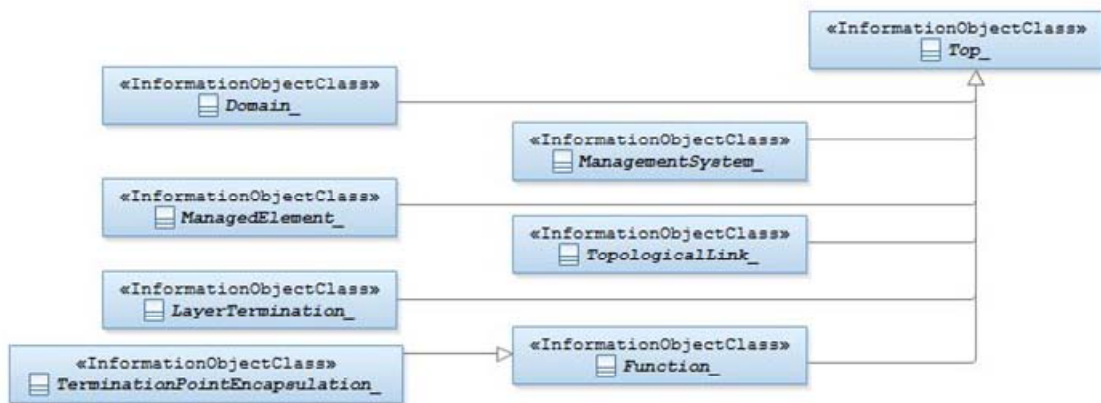 «InformationObjectClass»
Top_
«InformationObjectClass»
Domain_
«InformationObjectClass»
ManagementSystem_
«InformationObjectClass»
ManagedElement_
«InformationObjectClass»
TopologicalLink_
«InformationObjectClass»
LayerTermination_
«InformationObjectClass»
Function_
«InformationObjectClass»
TerminationPointEncapsulation_